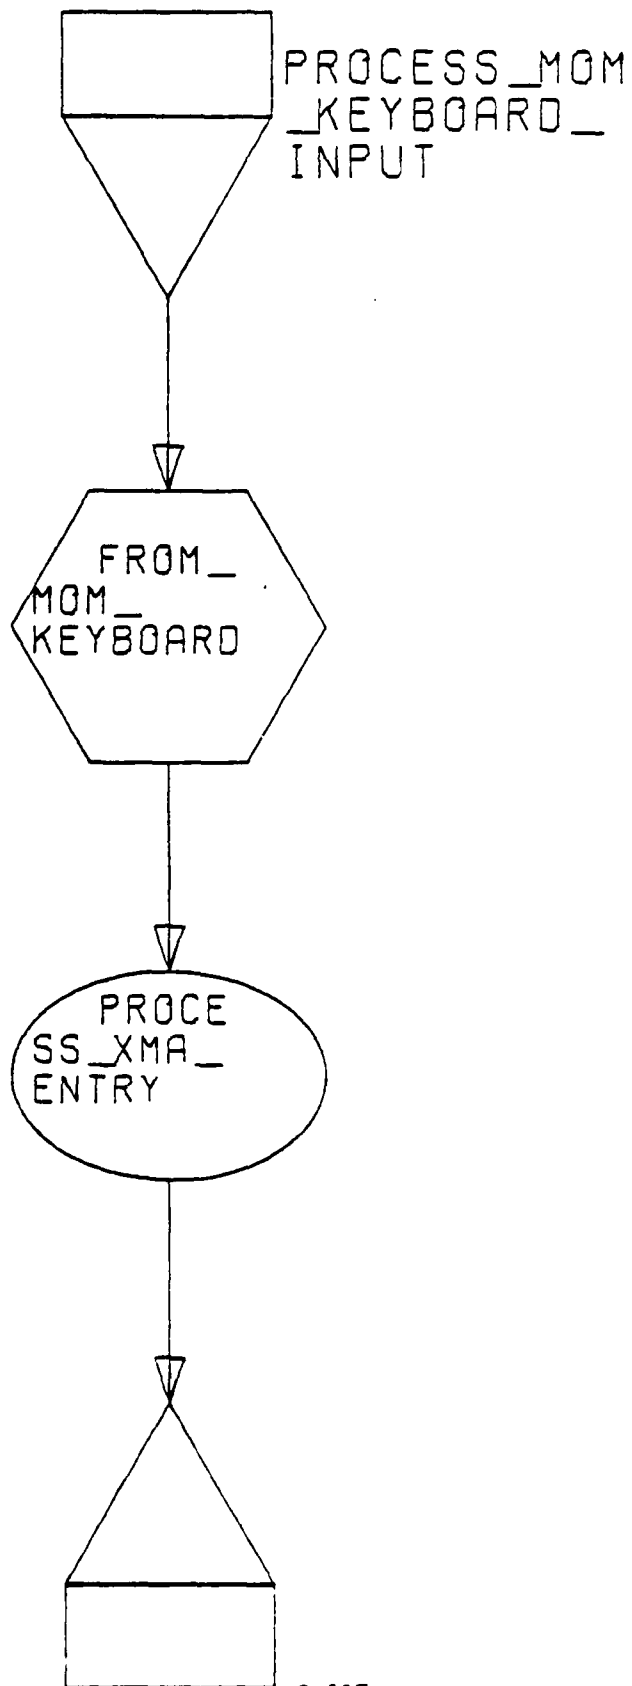 PROCESS_MOM
_KEYBOARD_
INPUT
FROM_
MOM_
KEYBOARD
PROCE
SS_XMA_
ENTRY